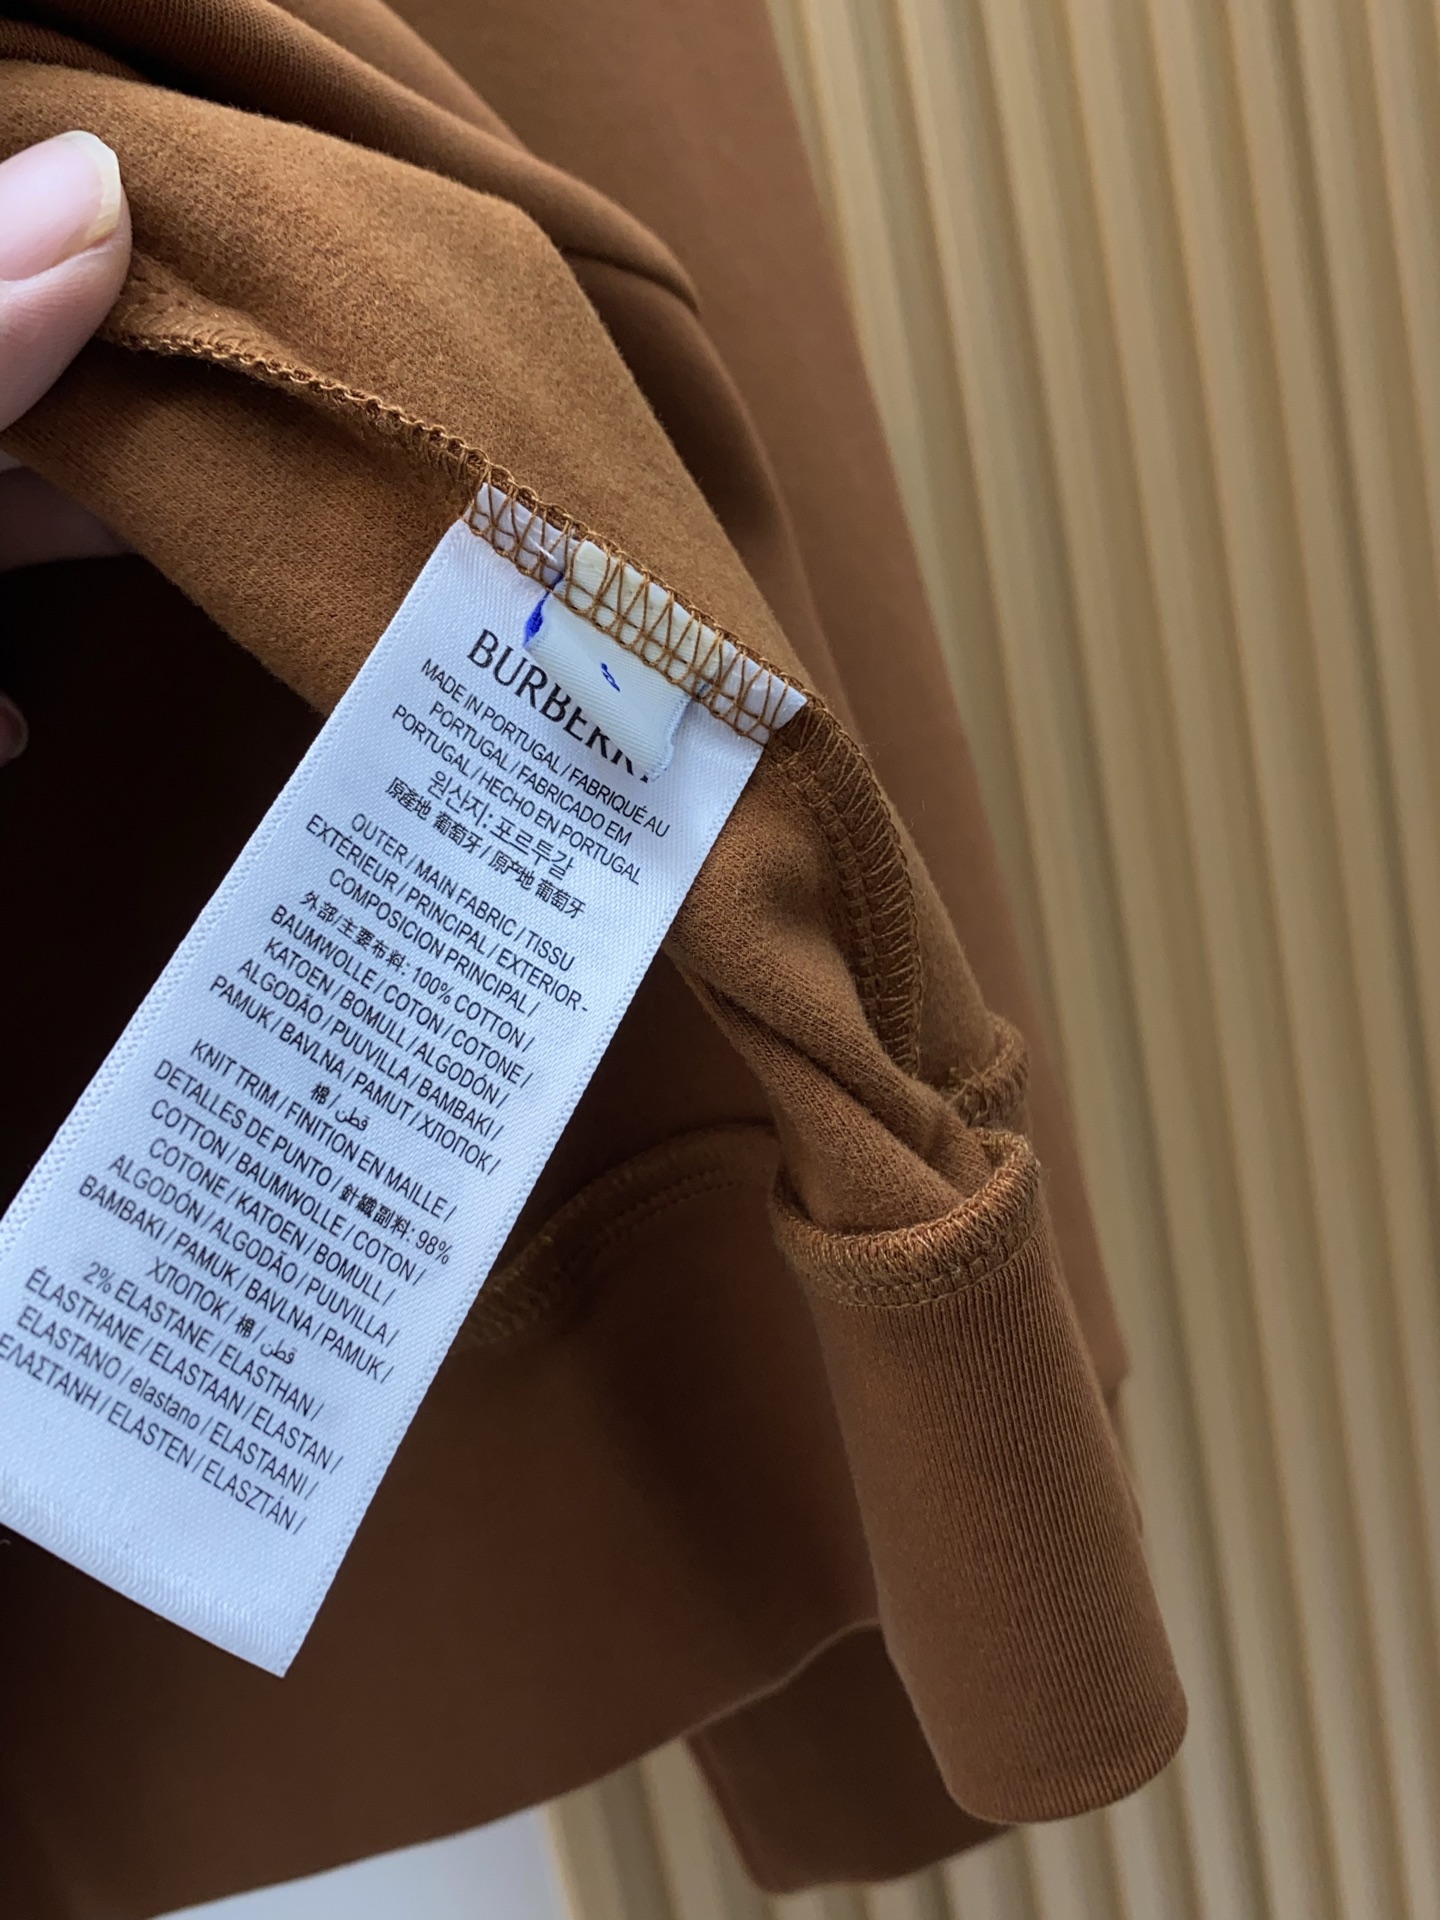 BURBERRY
MADE IN PORTUGAL / FABRIQUÉ AU
PORTUGAL / FABRICADO EM
PORTUGAL / HECHO EN PORTUGAL
원산지: 포르투갈
原產地 葡萄牙 / 原产地 葡萄牙
OUTER / MAIN FABRIC / TISSU
EXTÉRIEUR / PRINCIPAL / EXTERIOR-
COMPOSICION PRINCIPAL /
外部/主要布料: 100% COTTON /
BAUMWOLLE / COTON / COTONE /
KATOEN / BOMULL / ALGODÓN /
ALGODÃO / PUUVILLA / BAMBAKI /
PAMUK / BAVLNA / PAMUT / ХЛОПОК /
棉 / قطن
KNIT TRIM / FINITION EN MAILLE /
DETALLES DE PUNTO / 針織副料: 98%
COTTON / BAUMWOLLE / COTON /
COTONE / KATOEN / BOMULL /
ALGODÓN / ALGODÃO / PUUVILLA /
BAMBAKI / PAMUK / BAVLNA / PAMUK /
ХЛОПОК / 棉 / قطن
2% ELASTANE / ELASTHAN /
ÉLASTHANNE / ELASTAAN / ELASTAN /
ELASTANO / elastano / ELASTAANI /
ΕΛΑΣΤΑΝΗ / ELASTEN / ELASZTÁN /